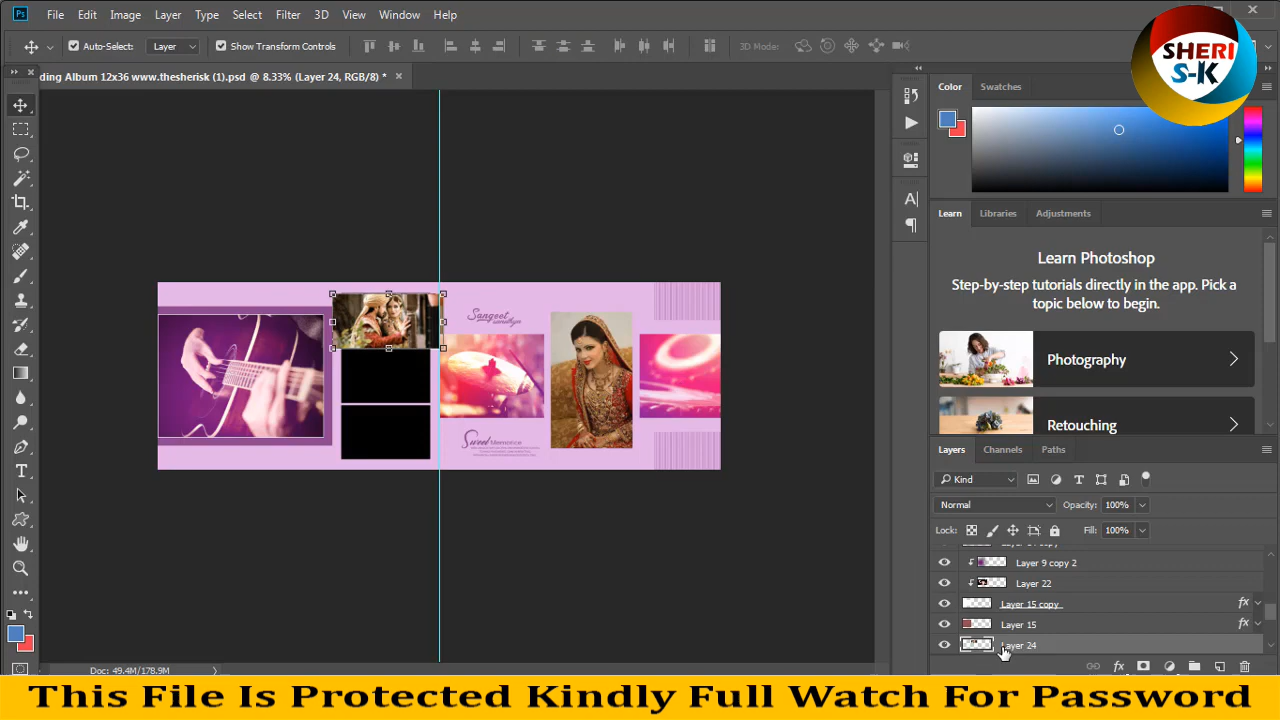 File Edit Image Layer Type Select Filter 3D View Window Help
SHERI
S-K
Auto-Select: Layer Show Transform Controls 3D Mode:
ding Album 12x36 www.thesherisk (1).psd @ 8.33% (Layer 24, RGB/8) *
Color Swatches
Learn Libraries Adjustments
Learn Photoshop
Step-by-step tutorials directly in the app. Pick a
topic below to begin.
Photography
Retouching
Sangeet
Sweet Memories
Layers Channels Paths
Kind
Normal Opacity: 100%
Lock: Fill: 100%
Layer 9 copy 2
Layer 22
Layer 15 copy
Layer 15
Layer 24
Doc: 49.4M/178.9M
This File Is Protected Kindly Full Watch For Password